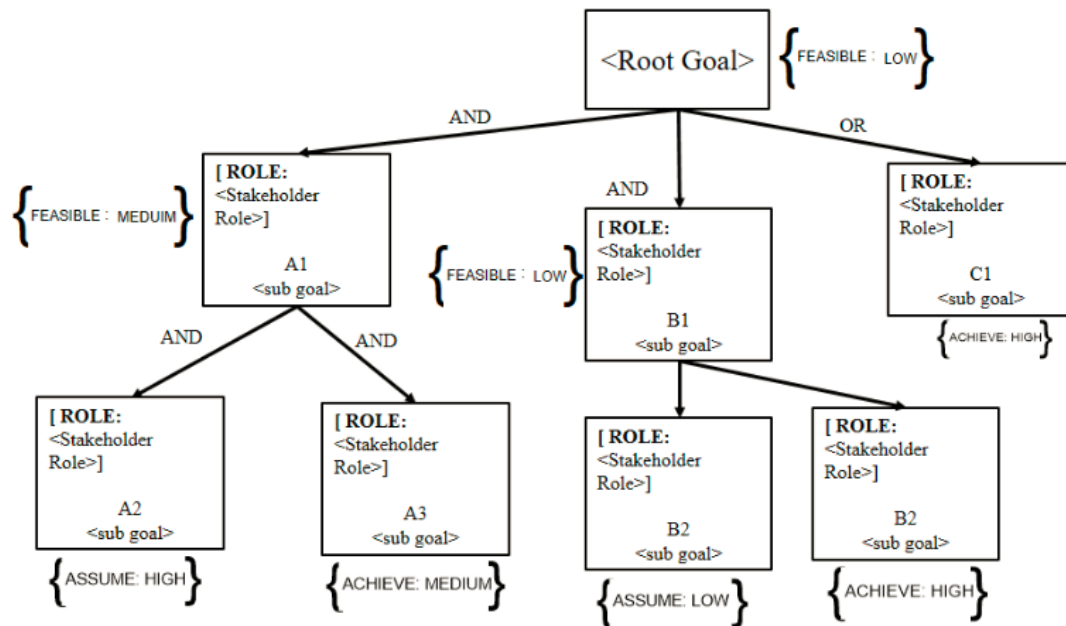 <Root Goal>
FEASIBLE : LOW
AND
OR
[ ROLE:
<Stakeholder
Role>]
A1
<sub goal>
FEASIBLE : MEDUIM
AND
[ ROLE:
<Stakeholder
Role>]
B1
<sub goal>
FEASIBLE : LOW
[ ROLE:
<Stakeholder
Role>]
C1
<sub goal>
ACHIEVE: HIGH
AND
AND
[ ROLE:
<Stakeholder
Role>]
A2
<sub goal>
ASSUME: HIGH
[ ROLE:
<Stakeholder
Role>]
A3
<sub goal>
ACHIEVE: MEDIUM
[ ROLE:
<Stakeholder
Role>]
B2
<sub goal>
ASSUME: LOW
[ ROLE:
<Stakeholder
Role>]
B2
<sub goal>
ACHIEVE: HIGH